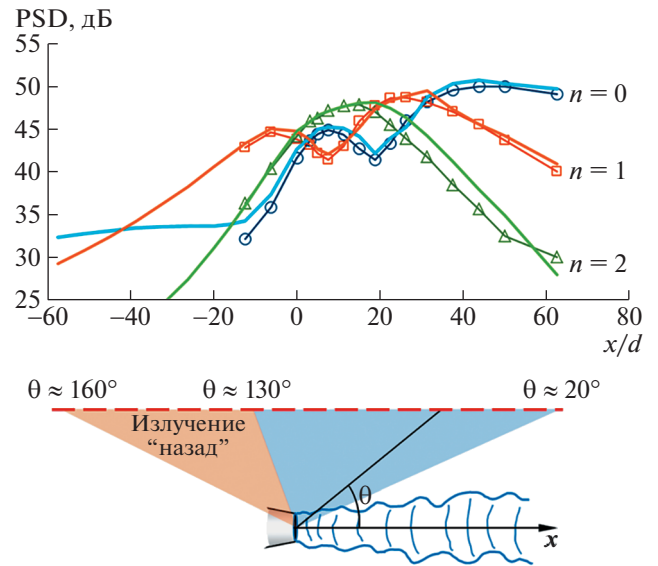 PSD, дБ
55
50
45
40
35
30
25
n = 0
n = 1
n = 2
−60 −40 −20 0 20 40 60 80
x/d
θ ≈ 160° θ ≈ 130° θ ≈ 20°
Излучение
“назад”
θ
x